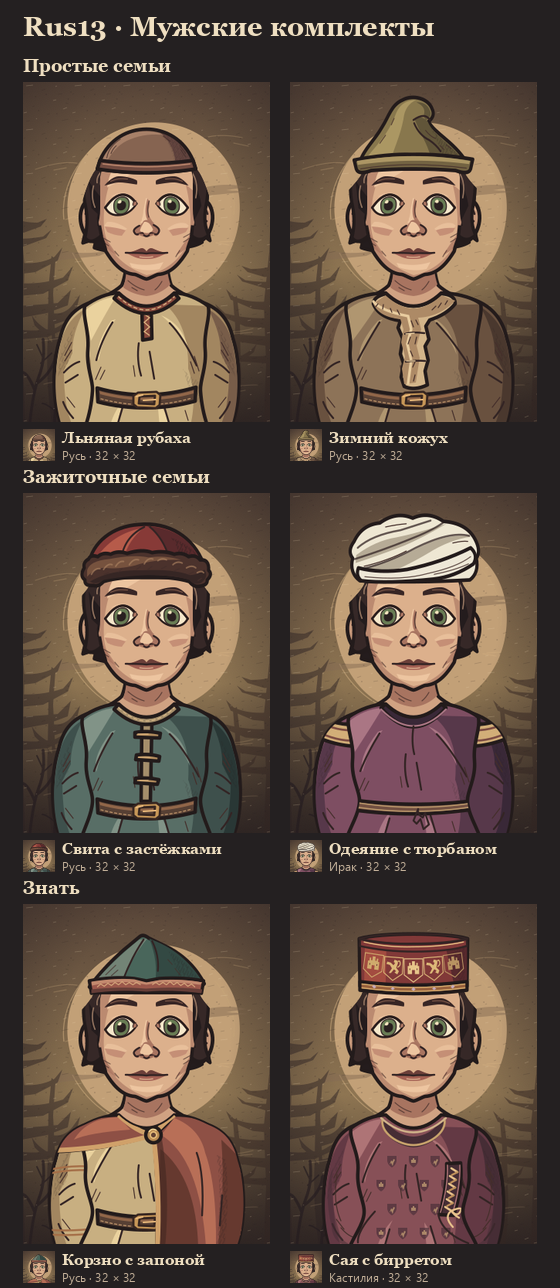 Rus13 · Мужские комплекты
Простые семьи
Льняная рубаха
Русь · 32 × 32
Зимний кожух
Русь · 32 × 32
Зажиточные семьи
Свита с застёжками
Русь · 32 × 32
Одеяние с тюрбаном
Ирак · 32 × 32
Знать
Корзно с запоной
Русь · 32 × 32
Сая с бирретом
Кастилия · 32 × 32